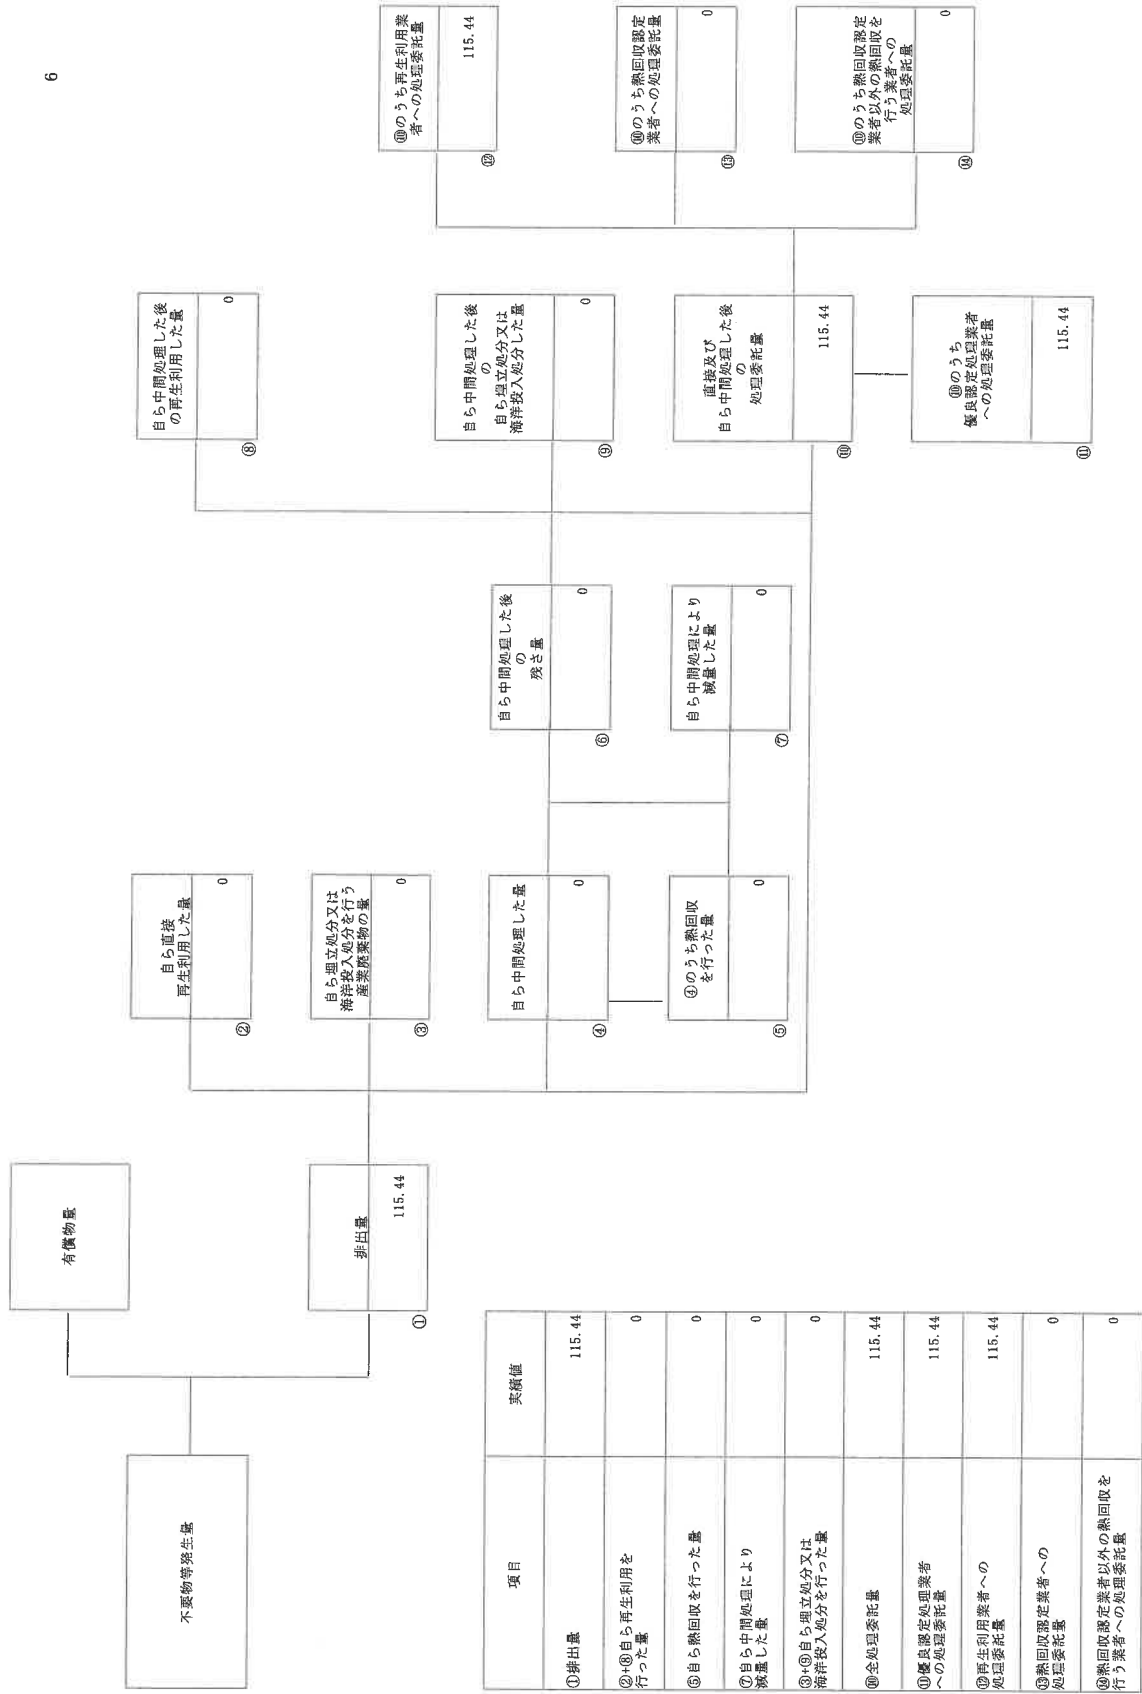 6
不要物等発生量
有償物量
排出量
115.44
①
自ら直接
再生利用した量
0
②
自ら埋立処分又は
海洋投入処分を行う
産業廃棄物の量
0
③
自ら中間処理した量
0
④
④のうち熱回収
を行った量
0
⑤
自ら中間処理した後
の
残さ量
0
⑥
自ら中間処理により
減量した量
0
⑦
自ら中間処理した後
の再生利用した量
0
⑧
自ら中間処理した後
の
自ら埋立処分又は
海洋投入処分した量
0
⑨
直接及び
自ら中間処理した後
の
処理委託量
115.44
⑩
⑩のうち
優良認定処理業者
への処理委託量
115.44
⑪
⑩のうち再生利用業
者への処理委託量
115.44
⑫
⑩のうち熱回収認定
業者への処理委託量
0
⑬
⑩のうち熱回収認定
業者以外の熱回収を
行う業者への
処理委託量
0
⑭
項目
実績値
①排出量
115.44
②+⑧自ら再生利用を
行った量
0
⑤自ら熱回収を行った量
0
⑦自ら中間処理により
減量した量
0
③+⑨自ら埋立処分又は
海洋投入処分を行った量
0
⑩全処理委託量
115.44
⑪優良認定処理業者
への処理委託量
115.44
⑫再生利用業者への
処理委託量
115.44
⑬熱回収認定業者への
処理委託量
0
⑭熱回収認定業者以外の熱回収を
行う業者への処理委託量
0